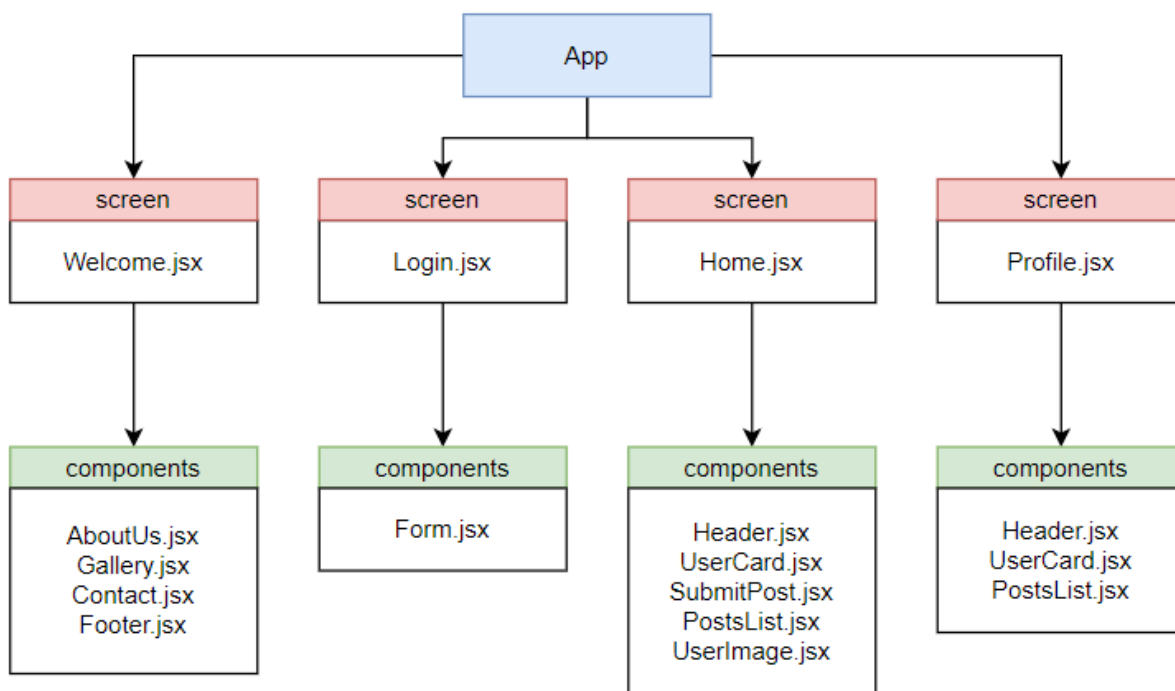 App
screen
screen
screen
screen
Welcome.jsx
Login.jsx
Home.jsx
Profile.jsx
components
components
components
components
AboutUs.jsx
Gallery.jsx
Contact.jsx
Footer.jsx
Form.jsx
Header.jsx
UserCard.jsx
SubmitPost.jsx
PostsList.jsx
UserImage.jsx
Header.jsx
UserCard.jsx
PostsList.jsx